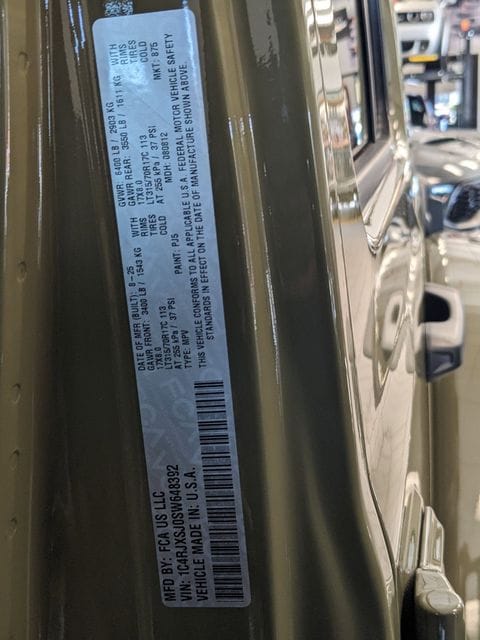 MFD BY: FCA US LLC
VIN: 1C4RJXSJ0SW648392
VEHICLE MADE IN: U.S.A.
DATE OF MFR (BUILT): 8-25 GVWR: 6400 LB / 2903 KG
GAWR FRONT: 3400 LB / 1543 KG WITH GAWR REAR: 3550 LB / 1611 KG WITH
17X8.0 RIMS 17X8.0 RIMS
LT315/70R17C 113 TIRES LT315/70R17C 113 TIRES
AT 255 kPa / 37 PSI COLD AT 255 kPa / 37 PSI COLD
TYPE: MPV PAINT: PJ5 MDH: 080812 MKT: 875
THIS VEHICLE CONFORMS TO ALL APPLICABLE U.S.A. FEDERAL MOTOR VEHICLE SAFETY
STANDARDS IN EFFECT ON THE DATE OF MANUFACTURE SHOWN ABOVE.